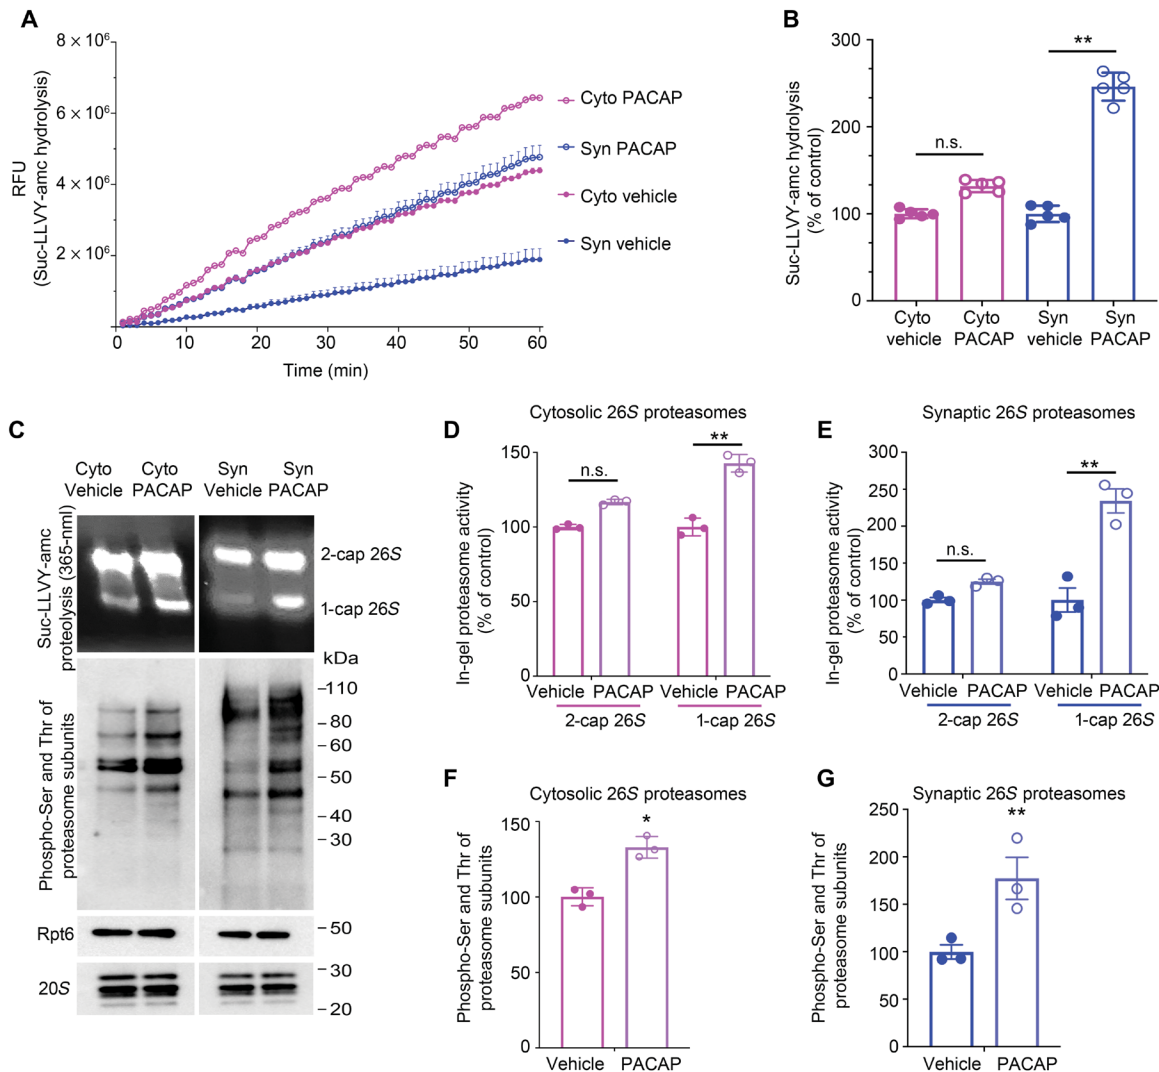 A
RFU
(Suc-LLVY-amc hydrolysis)
8 × 10⁶
6 × 10⁶
4 × 10⁶
2 × 10⁶
0
10
20
30
40
50
60
Time (min)
Cyto PACAP
Syn PACAP
Cyto vehicle
Syn vehicle
B
Suc-LLVY-amc hydrolysis
(% of control)
300
200
100
0
n.s.
**
Cyto
vehicle
Cyto
PACAP
Syn
vehicle
Syn
PACAP
C
Cyto
Vehicle
Cyto
PACAP
Syn
Vehicle
Syn
PACAP
Suc-LLVY-amc
proteolysis (365-nml)
2-cap 26S
1-cap 26S
kDa
Phospho-Ser and Thr of
proteasome subunits
110
80
60
50
40
30
Rpt6
50
20S
30
20
D
Cytosolic 26S proteasomes
In-gel proteasome activity
(% of control)
150
100
50
0
n.s.
**
Vehicle
PACAP
Vehicle
PACAP
2-cap 26S
1-cap 26S
E
Synaptic 26S proteasomes
In-gel proteasome activity
(% of control)
300
250
200
150
100
50
0
n.s.
**
Vehicle
PACAP
Vehicle
PACAP
2-cap 26S
1-cap 26S
F
Cytosolic 26S proteasomes
Phospho-Ser and Thr of
proteasome subunits
150
100
50
0
*
Vehicle
PACAP
G
Synaptic 26S proteasomes
Phospho-Ser and Thr of
proteasome subunits
250
200
150
100
50
0
**
Vehicle
PACAP